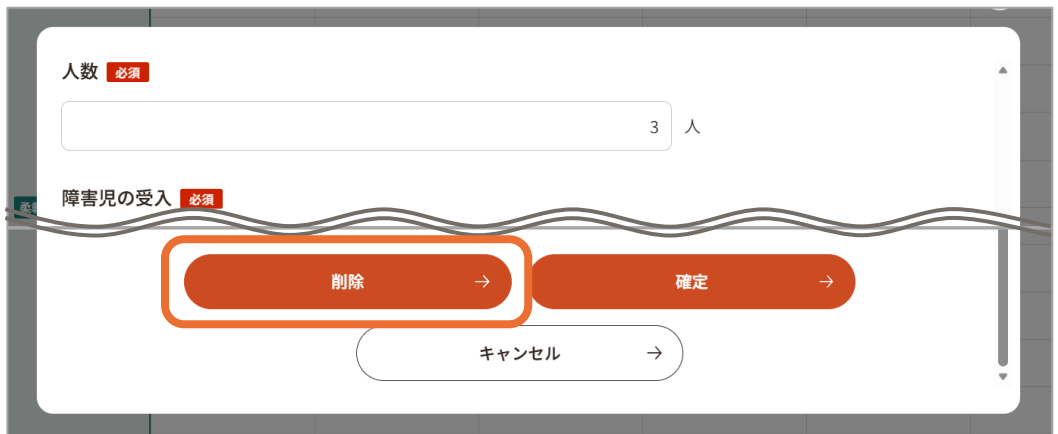 人数 必須
3 人
障害児の受入 必須
削除 →
確定 →
キャンセル →